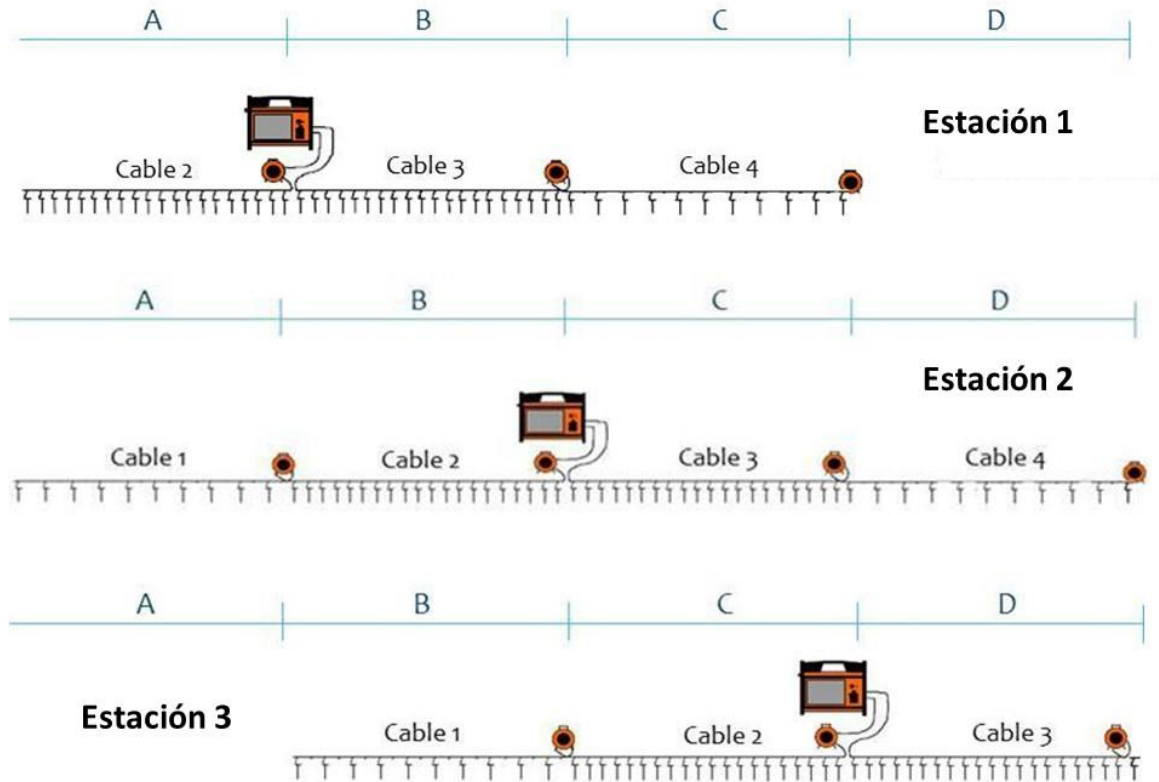 A B C D
Estación 1
Cable 2 Cable 3 Cable 4
A B C D
Estación 2
Cable 1 Cable 2 Cable 3 Cable 4
A B C D
Estación 3
Cable 1 Cable 2 Cable 3